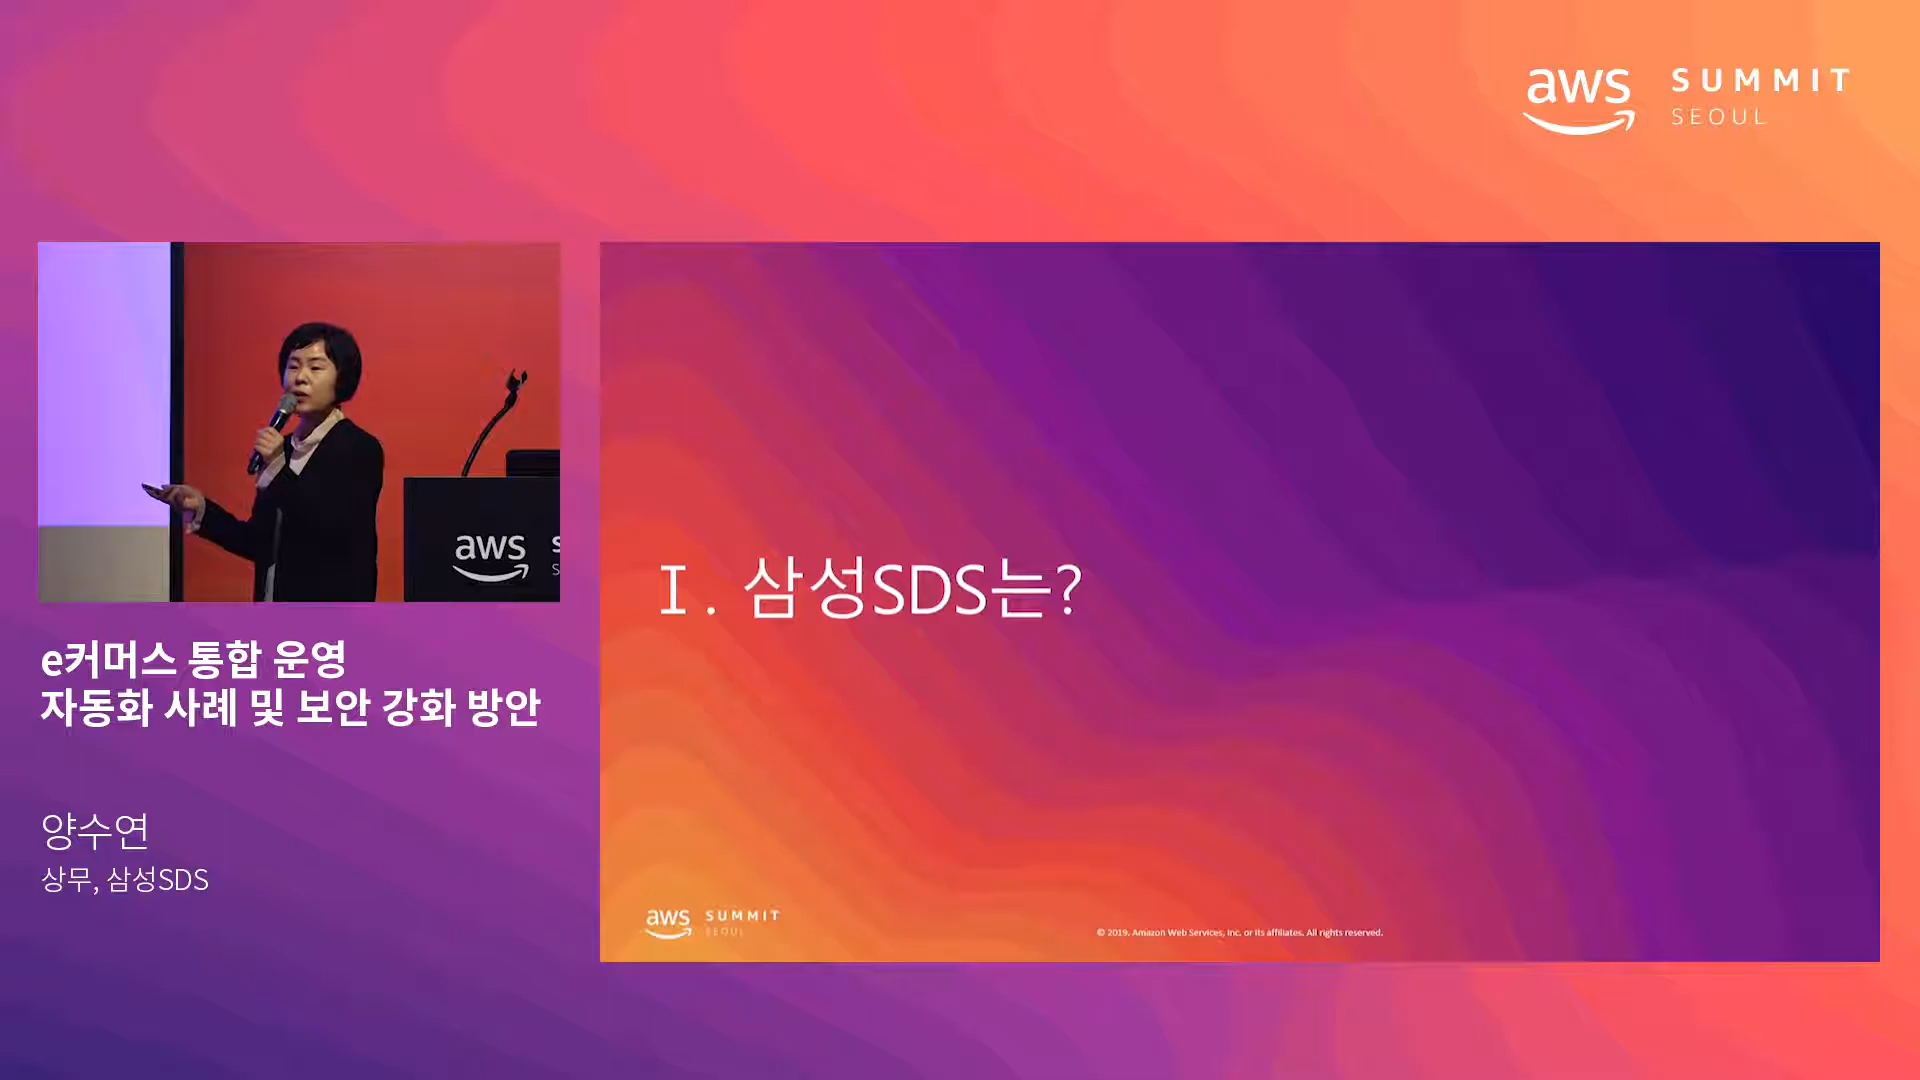 aws SUMMIT
SEOUL
aws
e커머스 통합 운영
자동화 사례 및 보안 강화 방안
양수연
상무, 삼성SDS
Ⅰ. 삼성SDS는?
aws SUMMIT
SEOUL
© 2019, Amazon Web Services, Inc. or its affiliates. All rights reserved.